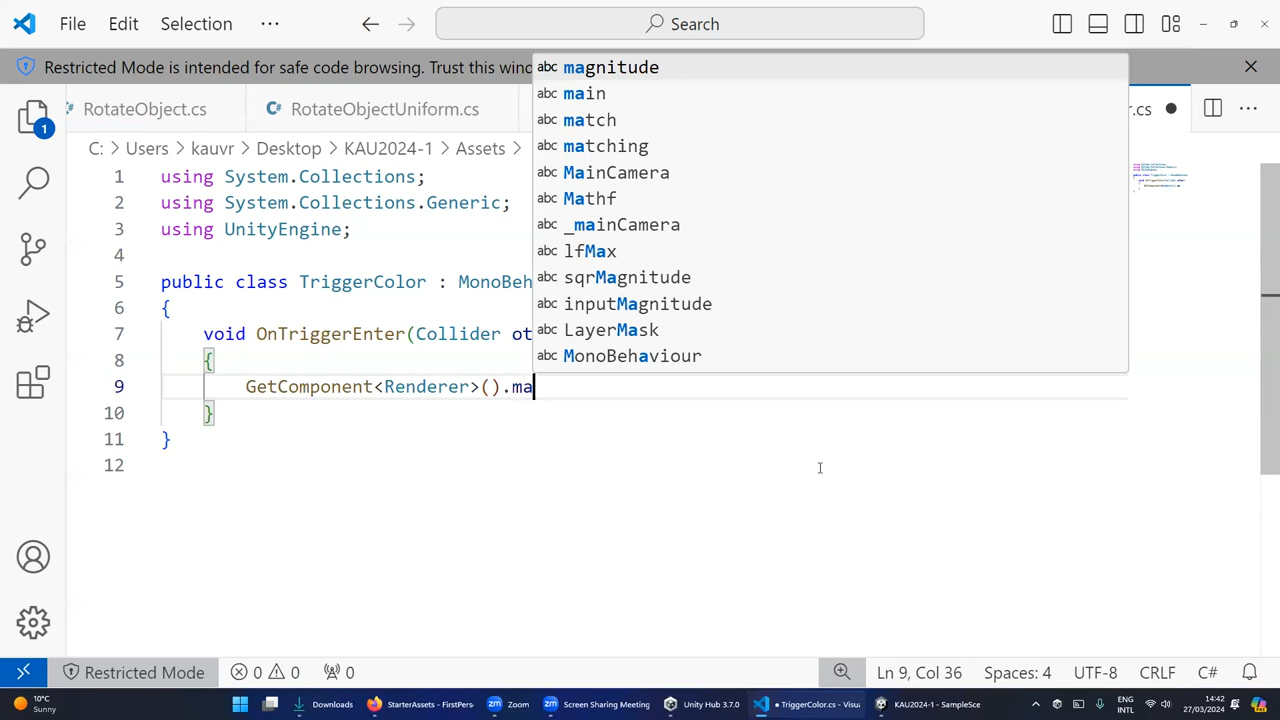 File Edit Selection ··· Search
Restricted Mode is intended for safe code browsing. Trust this wind
RotateObject.cs RotateObjectUniform.cs r.cs
1
C: > Users > kauvr > Desktop > KAU2024-1 > Assets >
1 using System.Collections;
2 using System.Collections.Generic;
3 using UnityEngine;
4
5 public class TriggerColor : MonoBeh
6 {
7 void OnTriggerEnter(Collider ot
8 {
9 GetComponent<Renderer>().ma
10 }
11 }
12
abc magnitude
abc main
abc match
abc matching
abc MainCamera
abc Mathf
abc _mainCamera
abc lfMax
abc sqrMagnitude
abc inputMagnitude
abc LayerMask
abc MonoBehaviour
Restricted Mode 0 0 0 Ln 9, Col 36 Spaces: 4 UTF-8 CRLF C#
10°C
Sunny
Downloads StarterAssets - FirstPers Zoom Screen Sharing Meeting Unity Hub 3.7.0 • TriggerColor.cs - Visua KAU2024-1 - SampleSce
ENG
INTL
14:42
27/03/2024